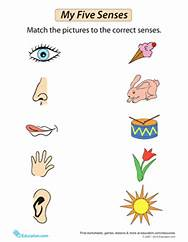 My Five Senses
Match the pictures to the correct senses.
Education.com